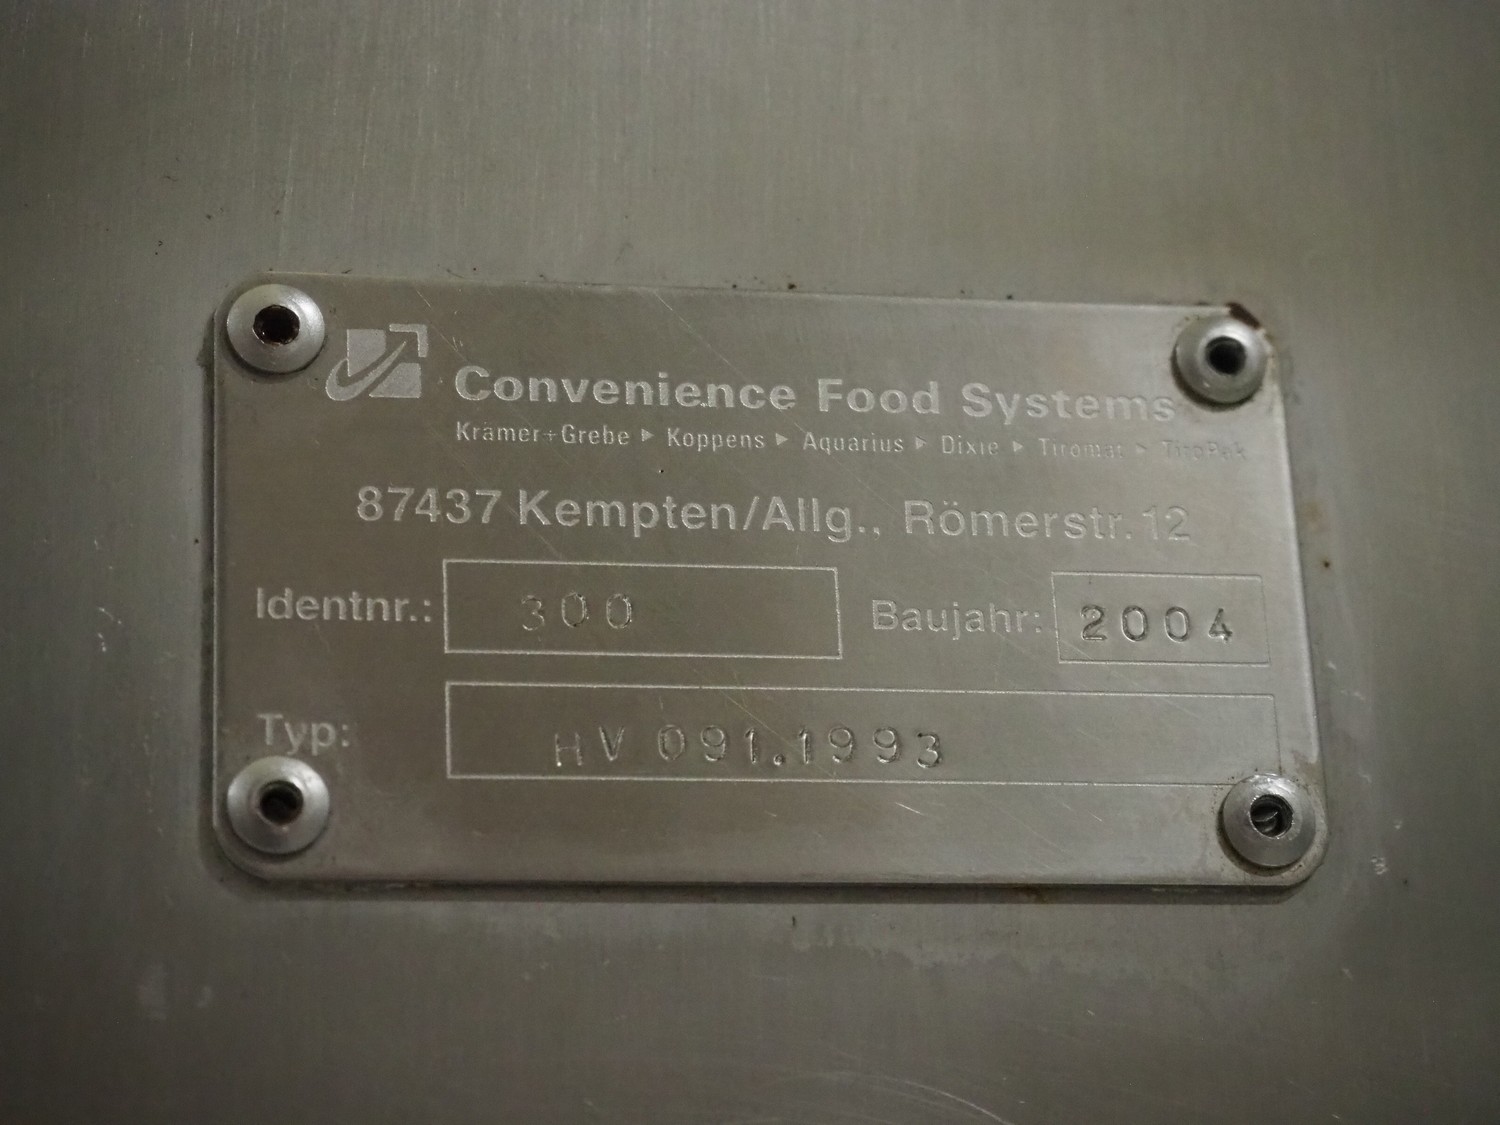 Convenience Food Systems
Krämer+Grebe ▸ Koppens ▸ Aquarius ▸ Dixie ▸ Tiromat ▸ TiroPak
87437 Kempten/Allg., Römerstr. 12
Identnr.: 300 Baujahr: 2004
Typ: HV 091.1993